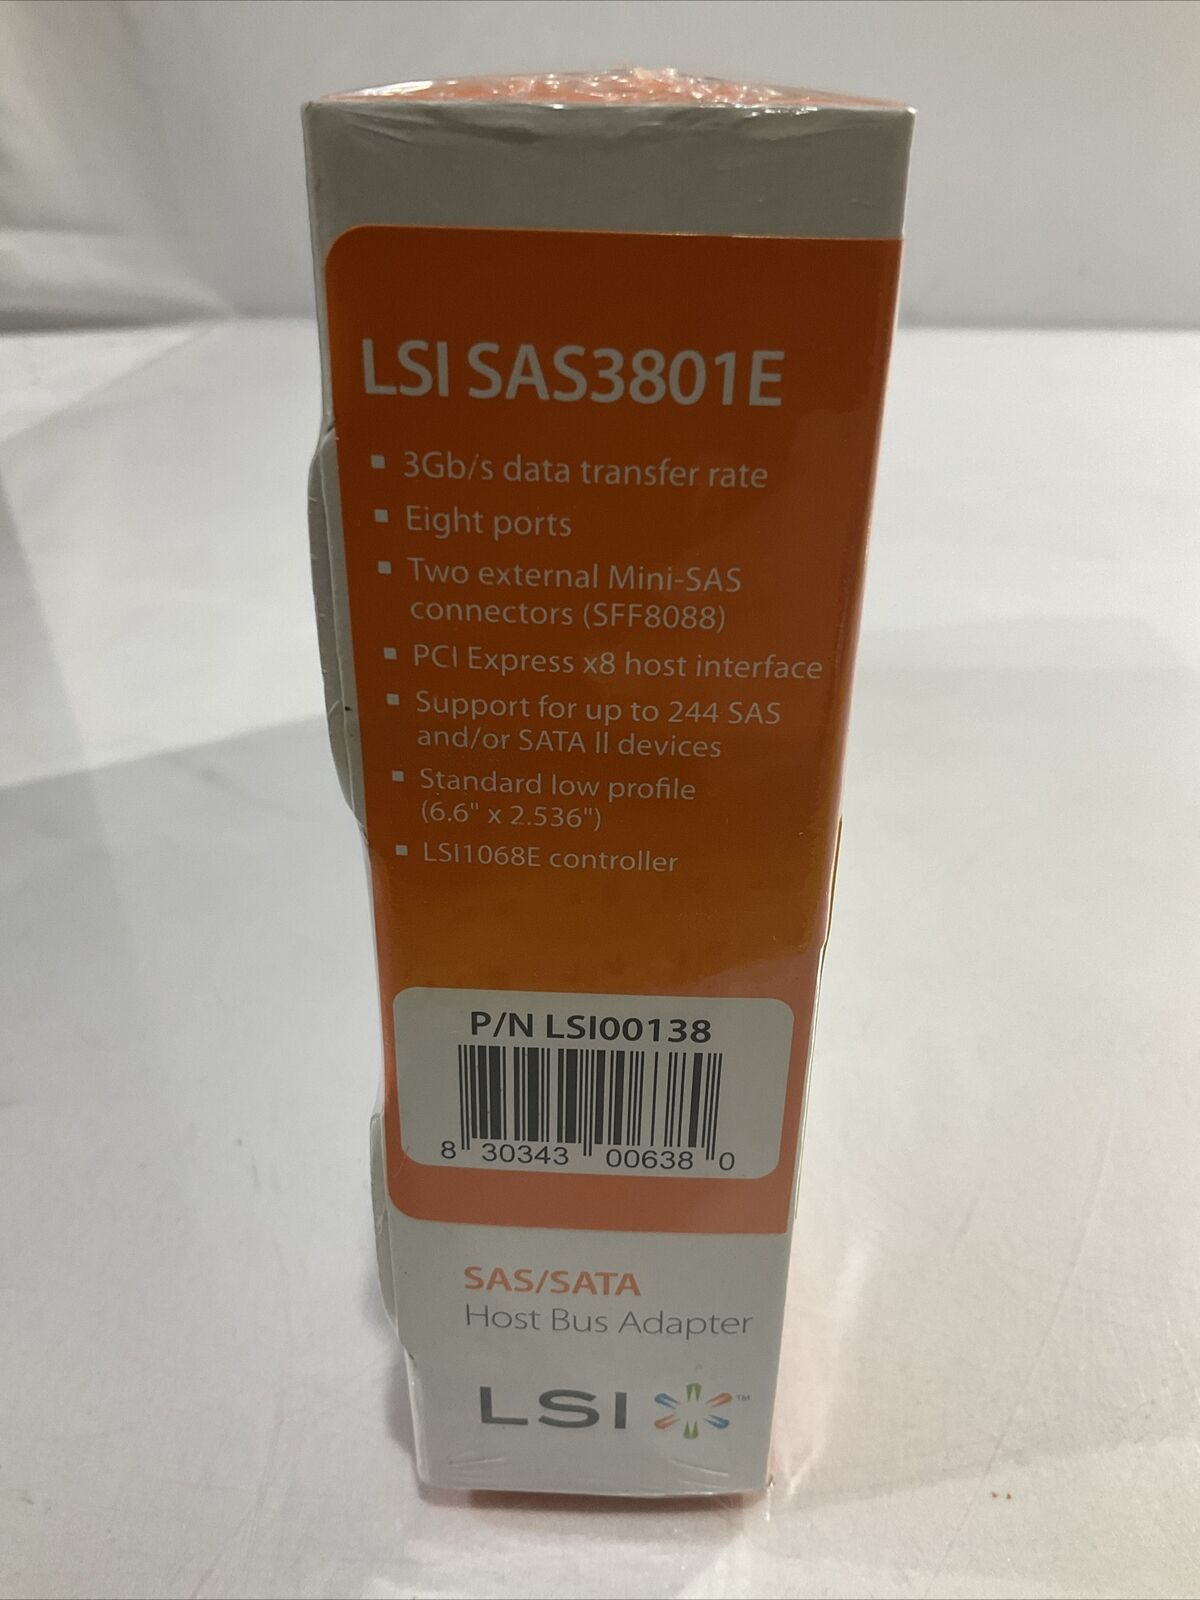 LSI SAS3801E
▪ 3Gb/s data transfer rate
▪ Eight ports
▪ Two external Mini-SAS
connectors (SFF8088)
▪ PCI Express x8 host interface
▪ Support for up to 244 SAS
and/or SATA II devices
▪ Standard low profile
(6.6" x 2.536")
▪ LSI1068E controller
P/N LSI00138
8 30343 00638 0
SAS/SATA
Host Bus Adapter
LSI ™